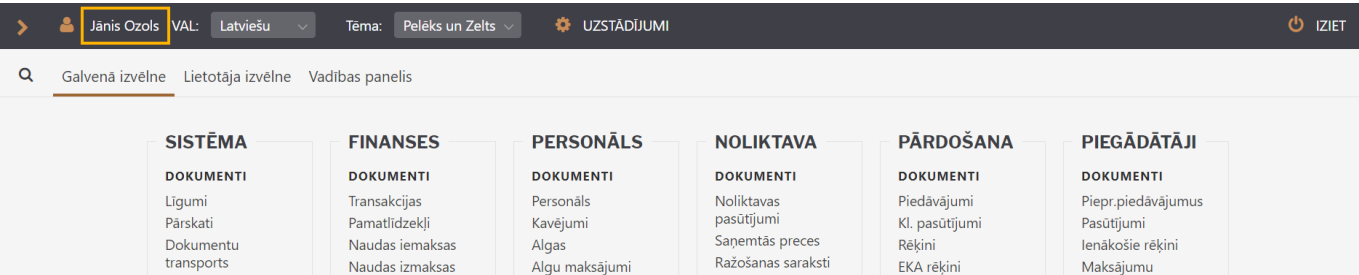 Jānis Ozols VAL: Latviešu Tēma: Pelēks un Zelts UZSTĀDĪJUMI IZIET
Galvenā izvēlne Lietotāja izvēlne Vadības panelis
SISTĒMA
DOKUMENTI
Līgumi
Pārskati
Dokumentu
transports
FINANSES
DOKUMENTI
Transakcijas
Pamatlīdzekļi
Naudas iemaksas
Naudas izmaksas
PERSONĀLS
DOKUMENTI
Personāls
Kavējumi
Algas
Algu maksājumi
NOLIKTAVA
DOKUMENTI
Noliktavas
pasūtījumi
Saņemtās preces
Ražošanas saraksti
PĀRDOŠANA
DOKUMENTI
Piedāvājumi
Kl. pasūtījumi
Rēķini
EKA rēķini
PIEGĀDĀTĀJI
DOKUMENTI
Piepr.piedāvājumus
Pasūtījumi
Ienākošie rēķini
Maksājumu